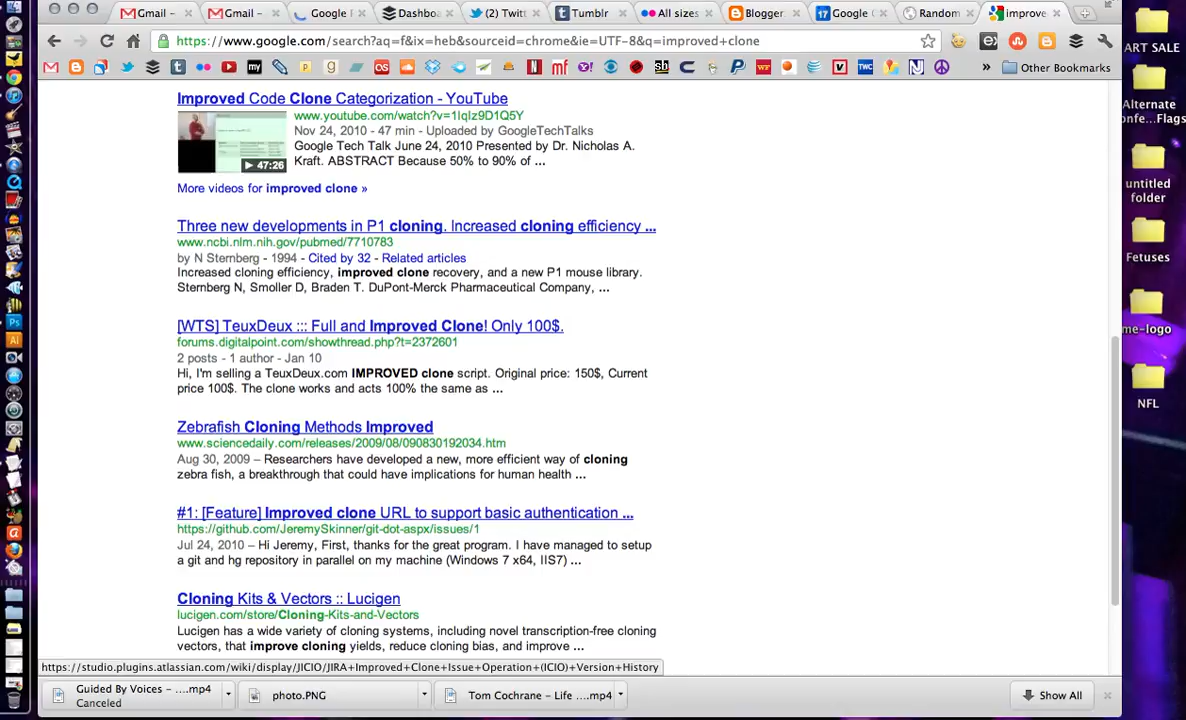 Gmail -
Gmail -
Google
Dashboa
(2) Twitt
Tumblr
All sizes
Blogger
Google
Random
improve
https://www.google.com/search?aq=f&ix=heb&sourceid=chrome&ie=UTF-8&q=improved+clone
Other Bookmarks
Improved Code Clone Categorization - YouTube
www.youtube.com/watch?v=1IqIz9D1Q5Y
Nov 24, 2010 - 47 min - Uploaded by GoogleTechTalks
Google Tech Talk June 24, 2010 Presented by Dr. Nicholas A.
Kraft. ABSTRACT Because 50% to 90% of ...
47:26
More videos for improved clone »
Three new developments in P1 cloning. Increased cloning efficiency ...
www.ncbi.nlm.nih.gov/pubmed/7710783
by N Sternberg - 1994 - Cited by 32 - Related articles
Increased cloning efficiency, improved clone recovery, and a new P1 mouse library.
Sternberg N, Smoller D, Braden T. DuPont-Merck Pharmaceutical Company, ...
[WTS] TeuxDeux ::: Full and Improved Clone! Only 100$.
forums.digitalpoint.com/showthread.php?t=2372601
2 posts - 1 author - Jan 10
Hi, I'm selling a TeuxDeux.com IMPROVED clone script. Original price: 150$, Current
price 100$. The clone works and acts 100% the same as ...
Zebrafish Cloning Methods Improved
www.sciencedaily.com/releases/2009/08/090830192034.htm
Aug 30, 2009 – Researchers have developed a new, more efficient way of cloning
zebra fish, a breakthrough that could have implications for human health ...
#1: [Feature] Improved clone URL to support basic authentication ...
https://github.com/JeremySkinner/git-dot-aspx/issues/1
Jul 24, 2010 – Hi Jeremy, First, thanks for the great program. I have managed to setup
a git and hg repository in parallel on my machine (Windows 7 x64, IIS7) ...
Cloning Kits & Vectors :: Lucigen
lucigen.com/store/Cloning-Kits-and-Vectors
Lucigen has a wide variety of cloning systems, including novel transcription-free cloning
vectors, that improve cloning yields, reduce cloning bias, and improve ...
https://studio.plugins.atlassian.com/wiki/display/JICIO/JIRA+Improved+Clone+Issue+Operation+(ICIO)+Version+History
Guided By Voices - ....mp4
Canceled
photo.PNG
Tom Cochrane - Life ....mp4
Show All
ART SALE
Alternate
onfe...Flags
untitled
folder
Fetuses
me-logo
NFL